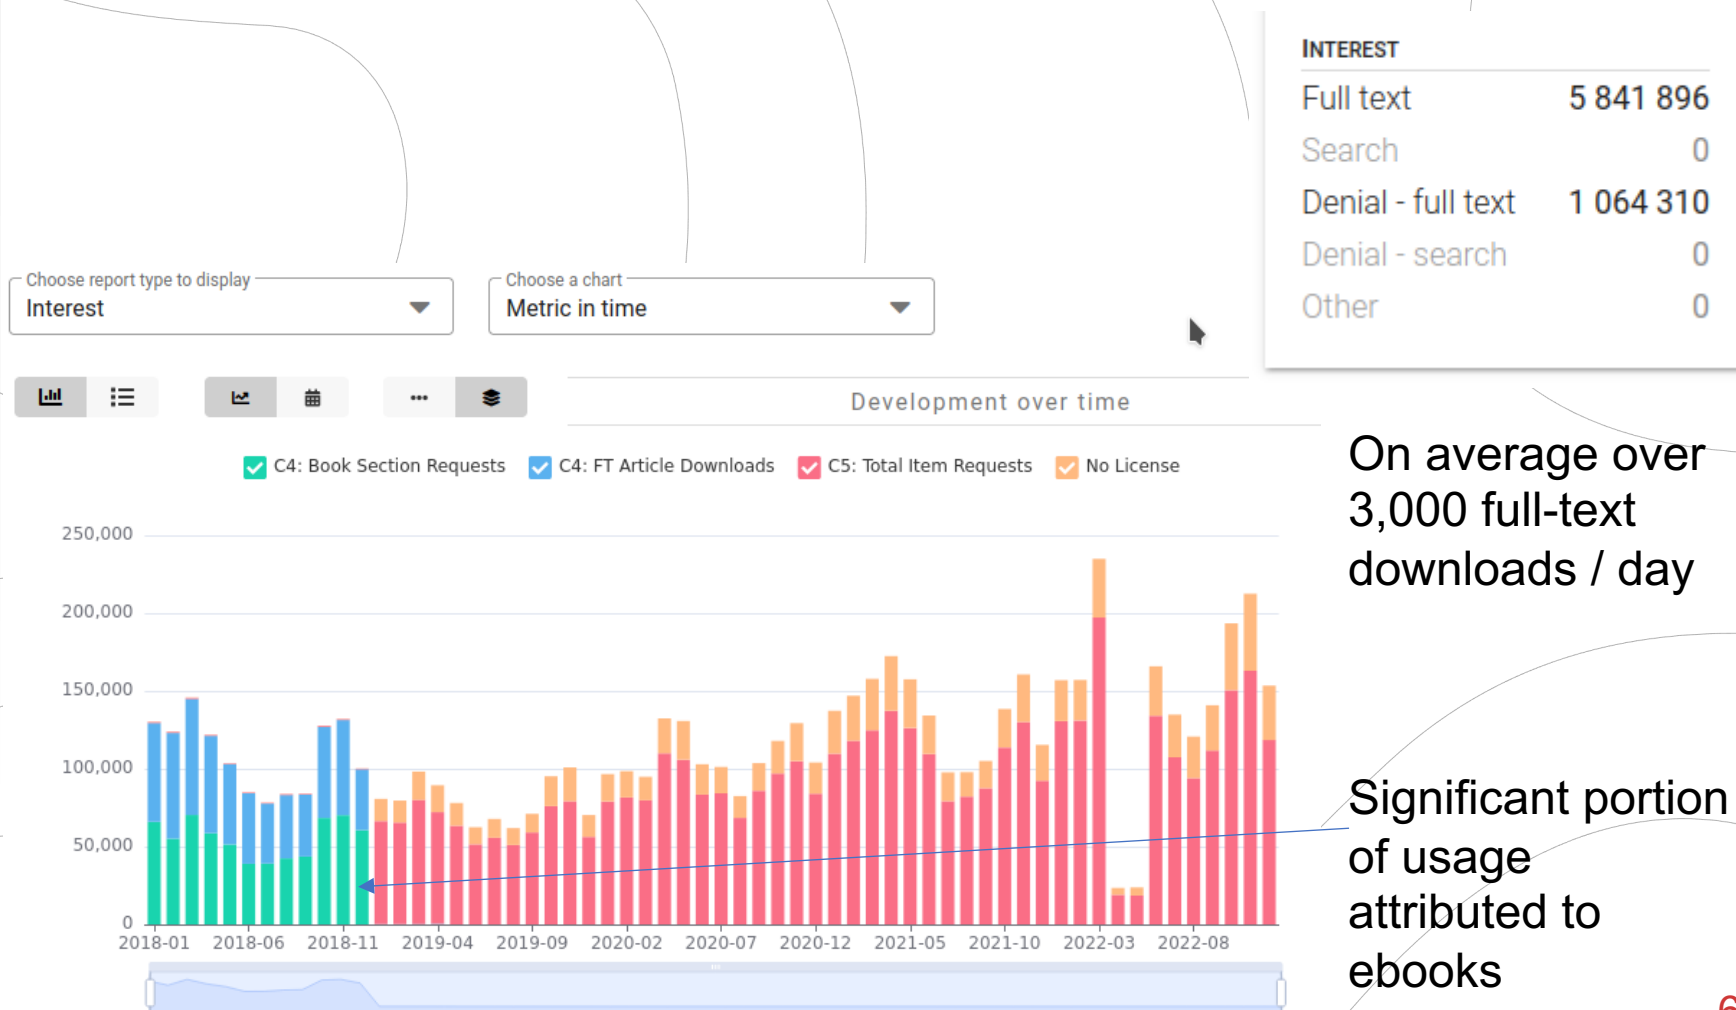 INTEREST
Full text 5 841 896
Search 0
Denial - full text 1 064 310
Denial - search 0
Other 0
Choose report type to display
Interest
Choose a chart
Metric in time
Development over time
C4: Book Section Requests C4: FT Article Downloads C5: Total Item Requests No License
250,000
200,000
150,000
100,000
50,000
0
2018-01 2018-06 2018-11 2019-04 2019-09 2020-02 2020-07 2020-12 2021-05 2021-10 2022-03 2022-08
On average over
3,000 full-text
downloads / day
Significant portion
of usage
attributed to
ebooks
6